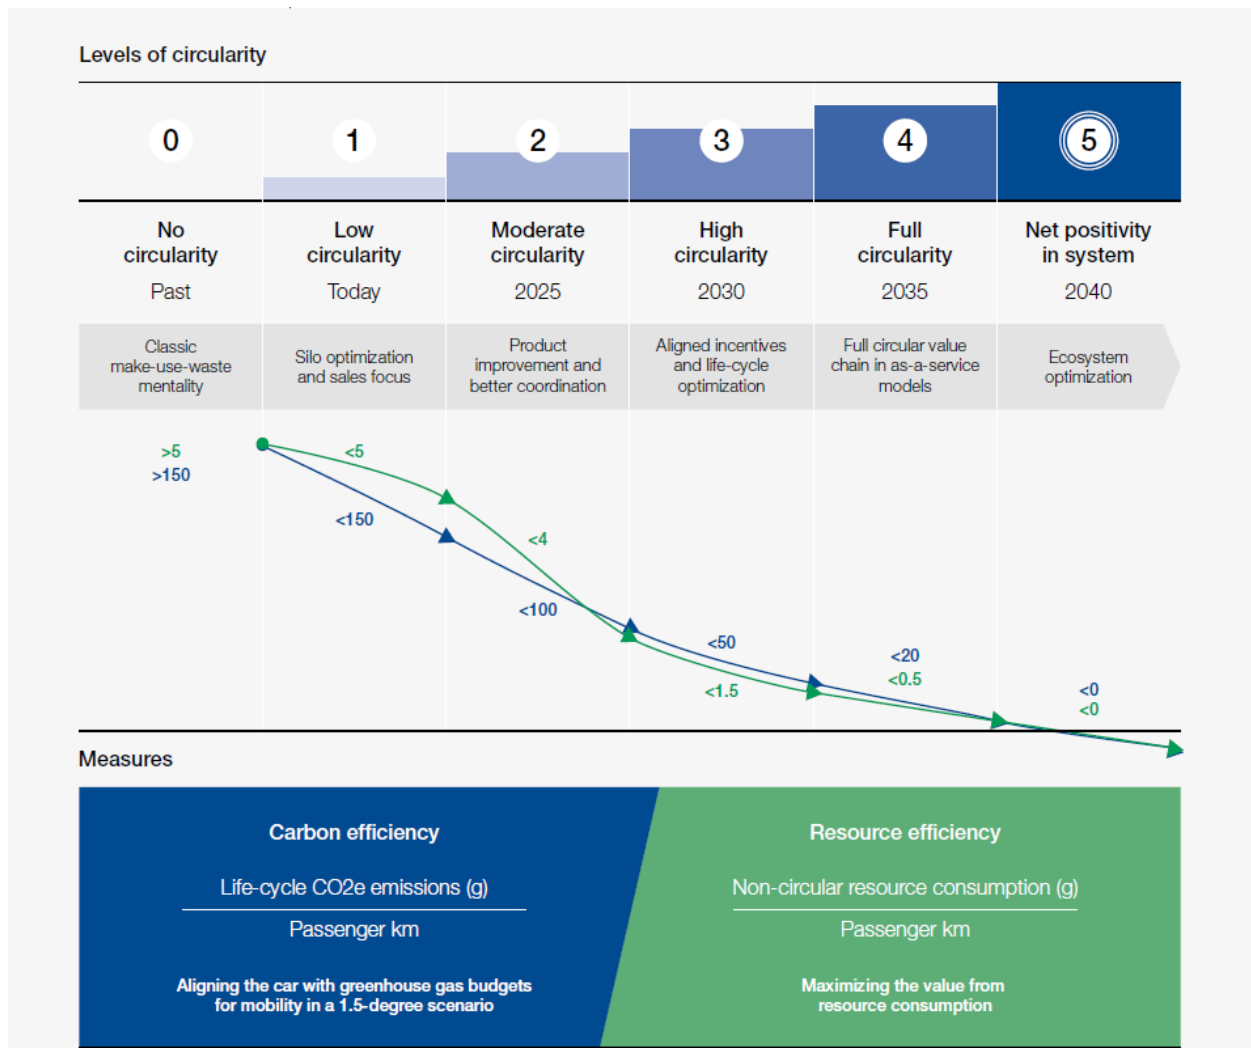 Levels of circularity
0
1
2
3
4
5
No
circularity
Past
Low
circularity
Today
Moderate
circularity
2025
High
circularity
2030
Full
circularity
2035
Net positivity
in system
2040
Classic
make-use-waste
mentality
Silo optimization
and sales focus
Product
improvement and
better coordination
Aligned incentives
and life-cycle
optimization
Full circular value
chain in as-a-service
models
Ecosystem
optimization
>5
>150
<5
<150
<4
<100
<50
<1.5
<20
<0.5
<0
<0
Measures
Carbon efficiency
Life-cycle CO2e emissions (g)
Passenger km
Aligning the car with greenhouse gas budgets
for mobility in a 1.5-degree scenario
Resource efficiency
Non-circular resource consumption (g)
Passenger km
Maximizing the value from
resource consumption